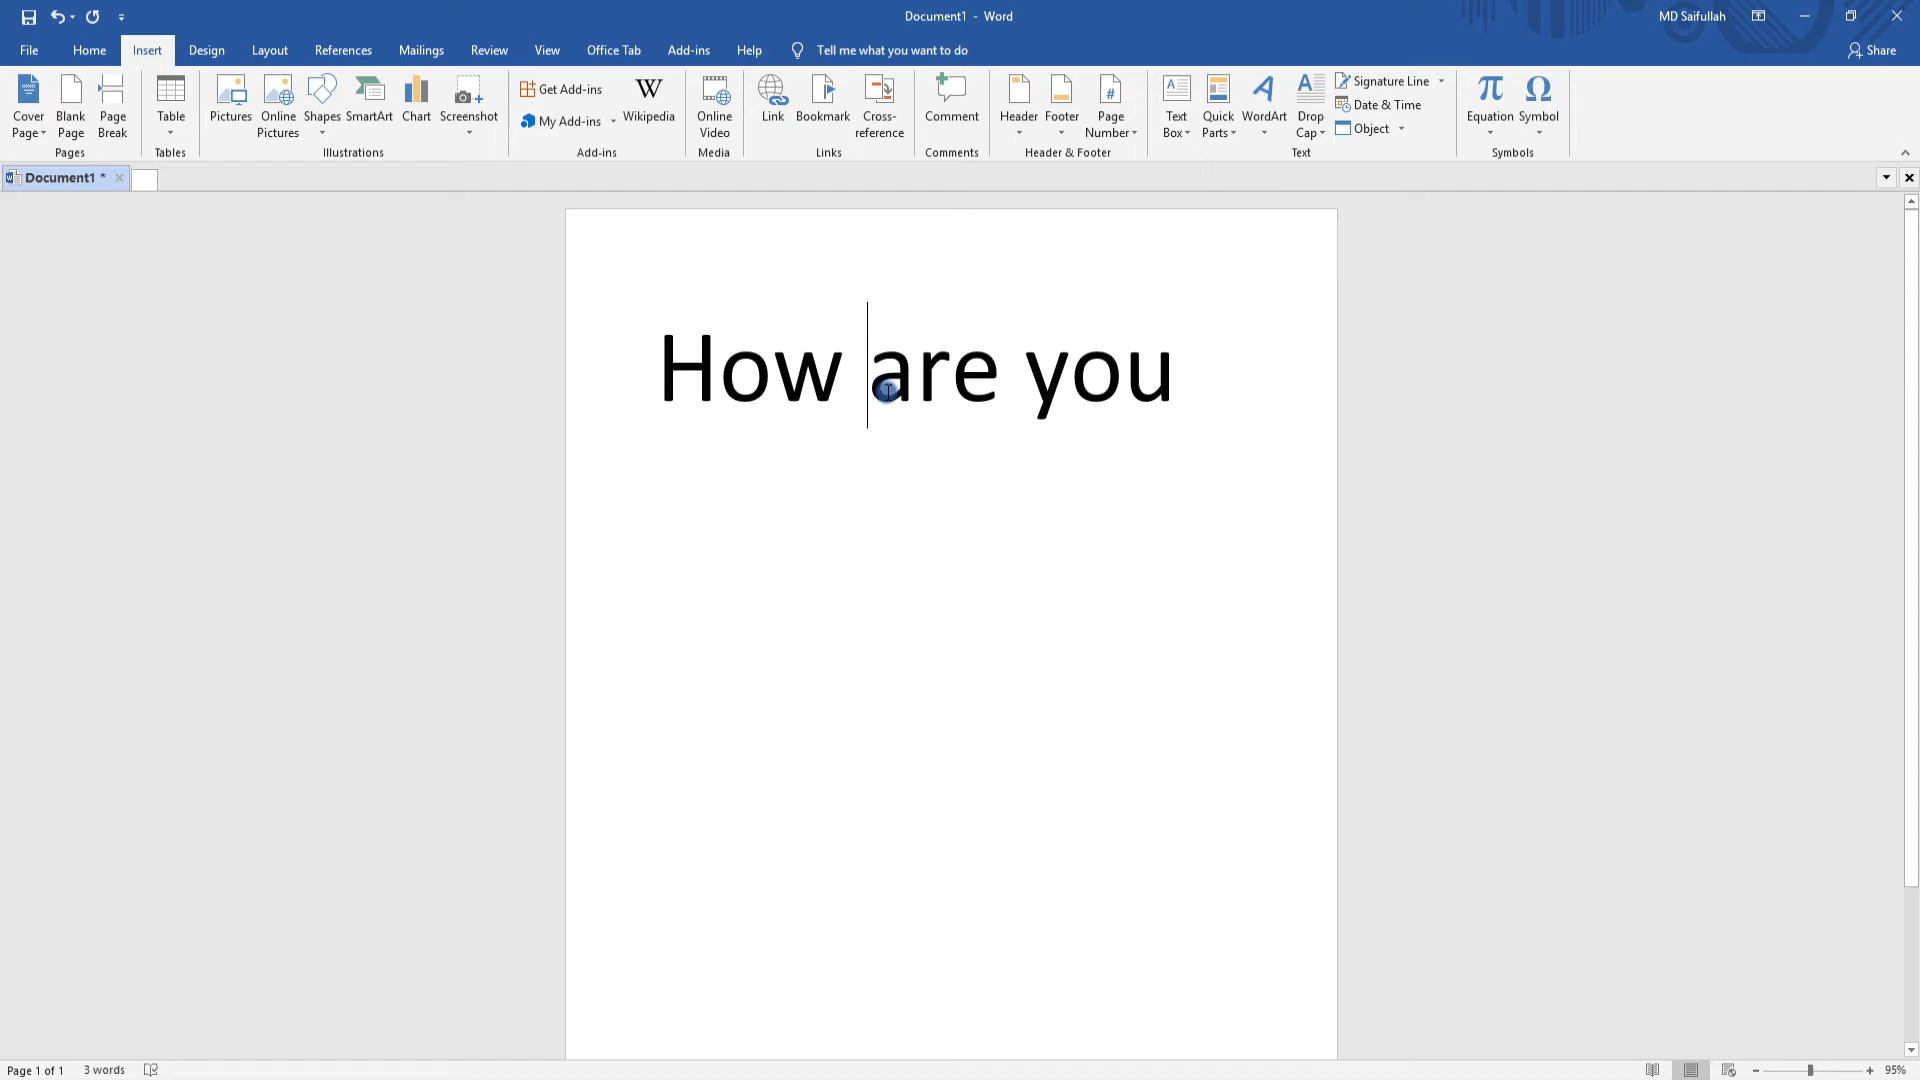 Document1 - Word
MD Saifullah
File Home Insert Design Layout References Mailings Review View Office Tab Add-ins Help Tell me what you want to do
Share
Cover Page
Blank Page
Page Break
Pages
Table
Tables
Pictures
Online Pictures
Shapes
SmartArt
Chart
Screenshot
Illustrations
Get Add-ins
My Add-ins
Wikipedia
Add-ins
Online Video
Media
Link
Bookmark
Cross-reference
Links
Comment
Comments
Header
Footer
Page Number
Header & Footer
Text Box
Quick Parts
WordArt
Drop Cap
Signature Line
Date & Time
Object
Text
Equation
Symbol
Symbols
Document1 *
How are you
Page 1 of 1 3 words
95%